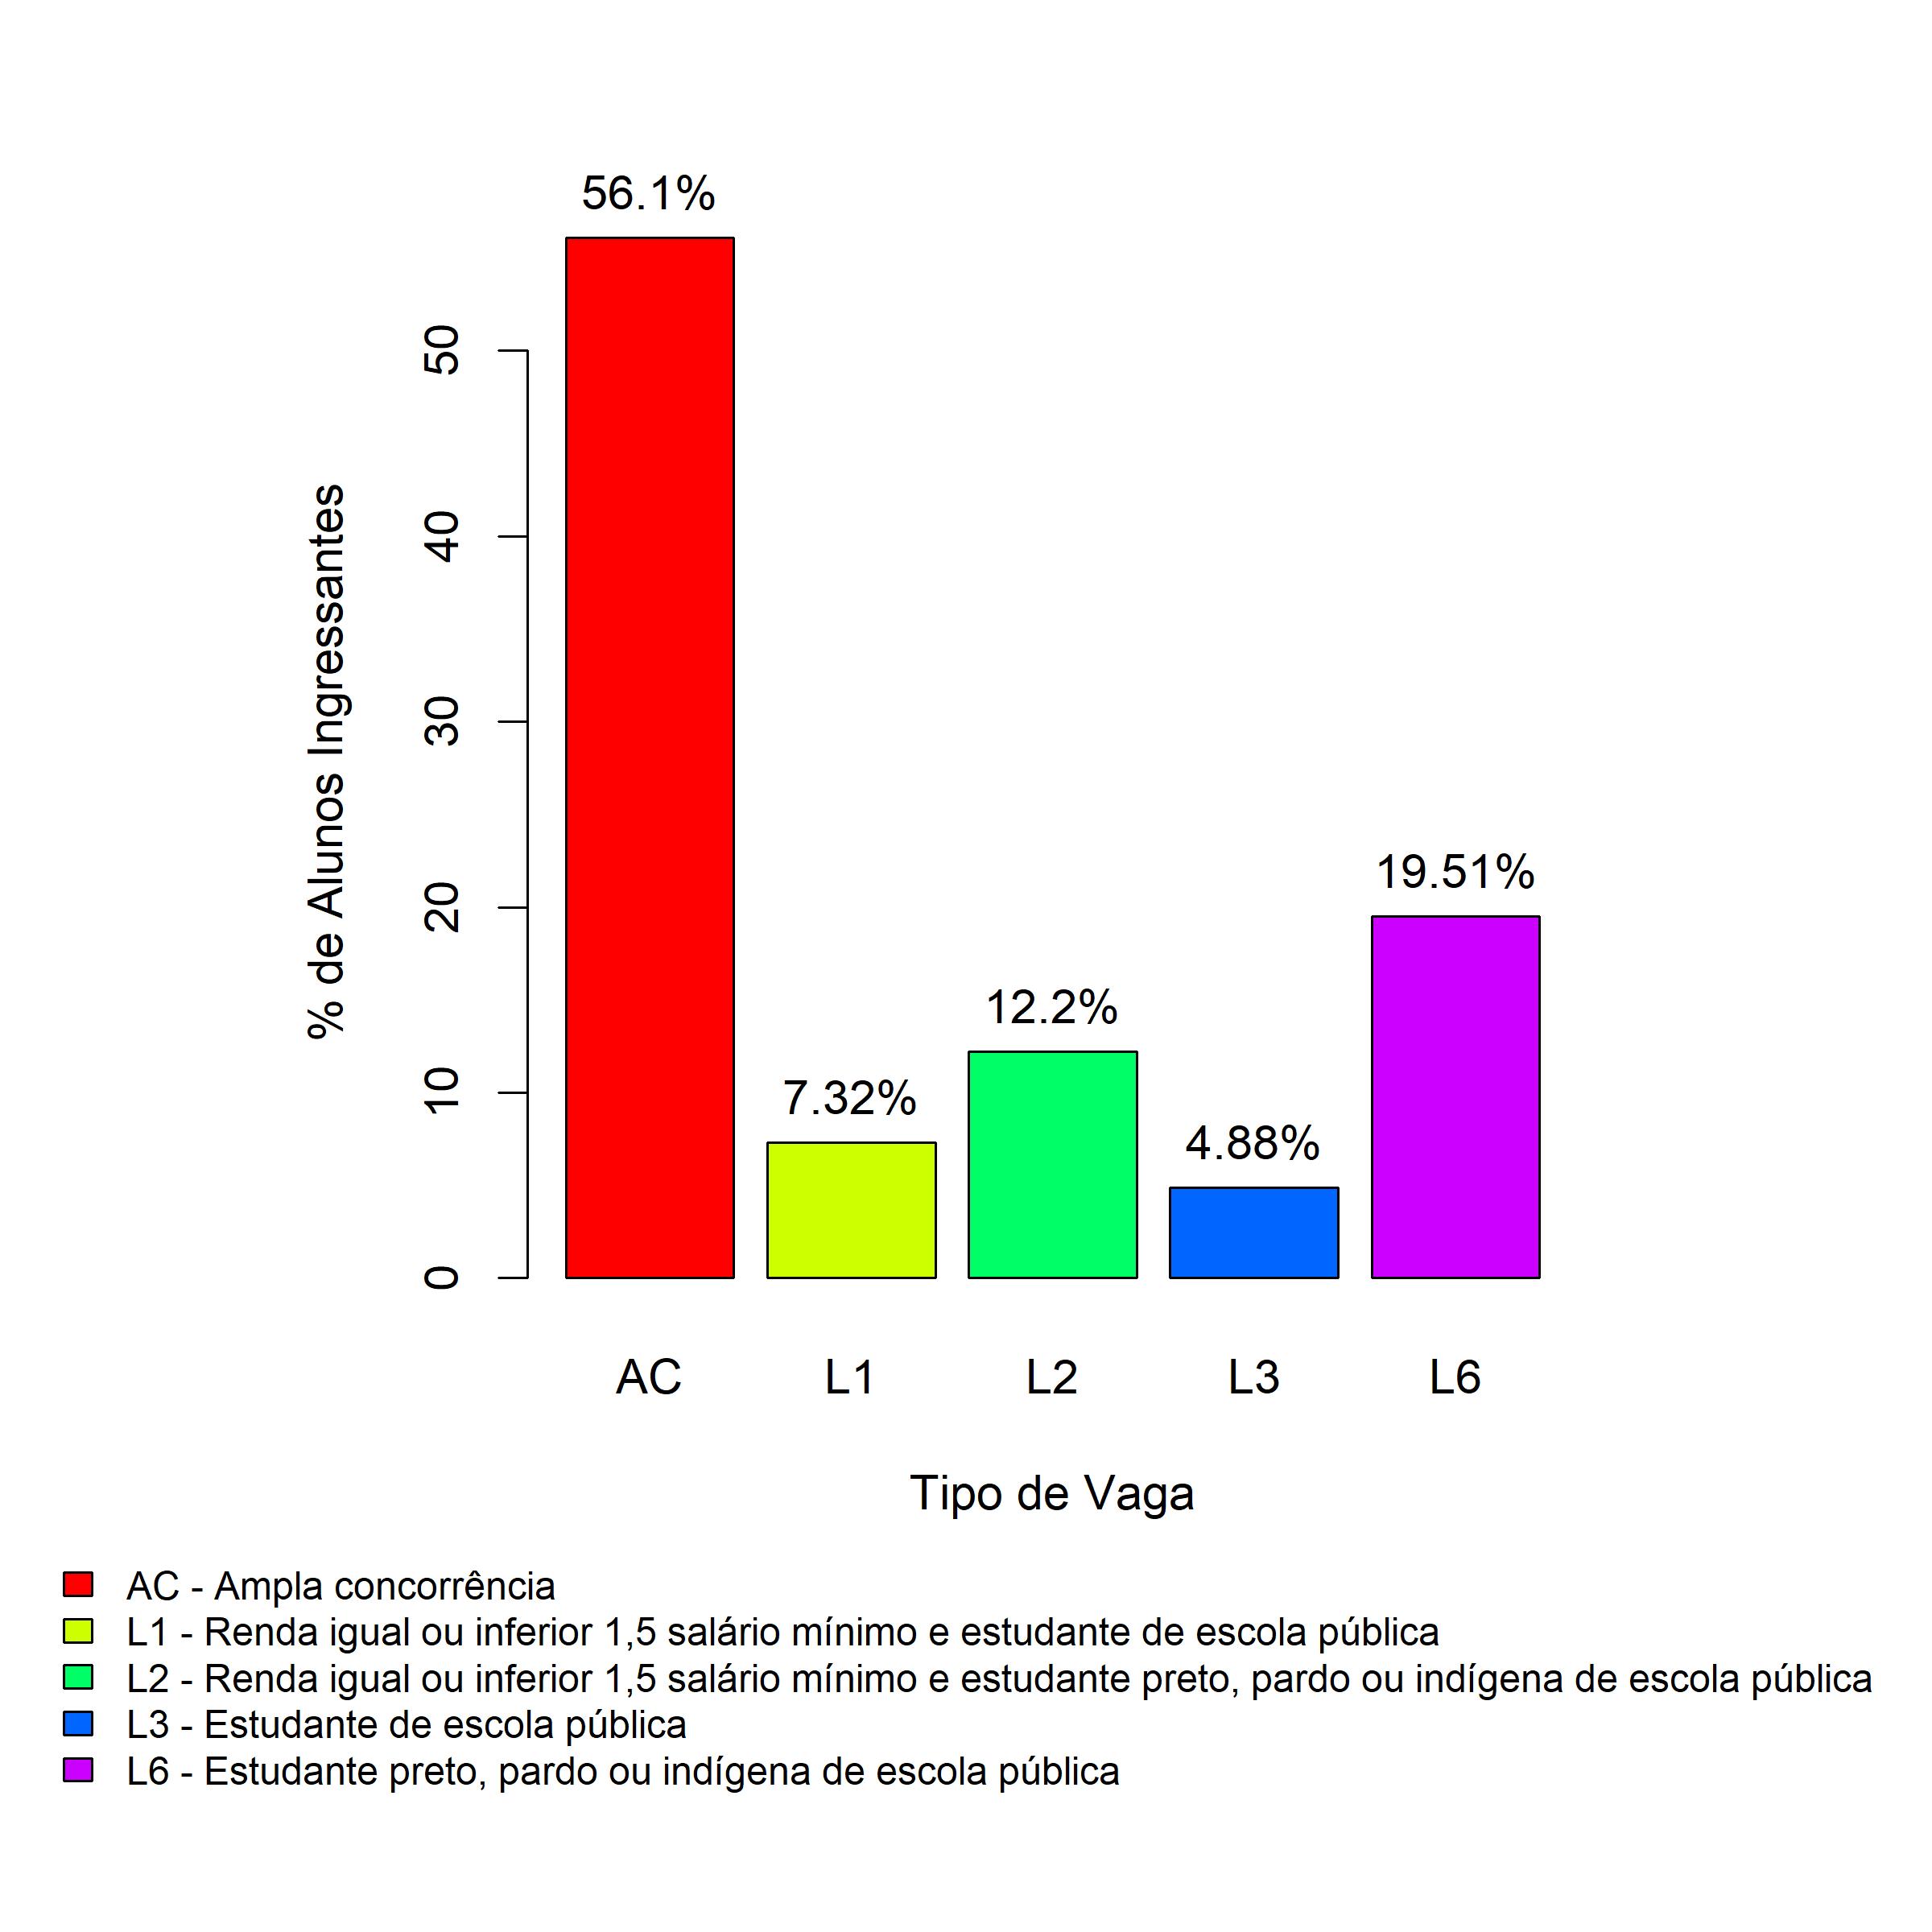 56.1%
19.51%
12.2%
7.32%
4.88%
% de Alunos Ingressantes
50
40
30
20
10
0
AC L1 L2 L3 L6
Tipo de Vaga
AC - Ampla concorrência
L1 - Renda igual ou inferior 1,5 salário mínimo e estudante de escola pública
L2 - Renda igual ou inferior 1,5 salário mínimo e estudante preto, pardo ou indígena de escola pública
L3 - Estudante de escola pública
L6 - Estudante preto, pardo ou indígena de escola pública